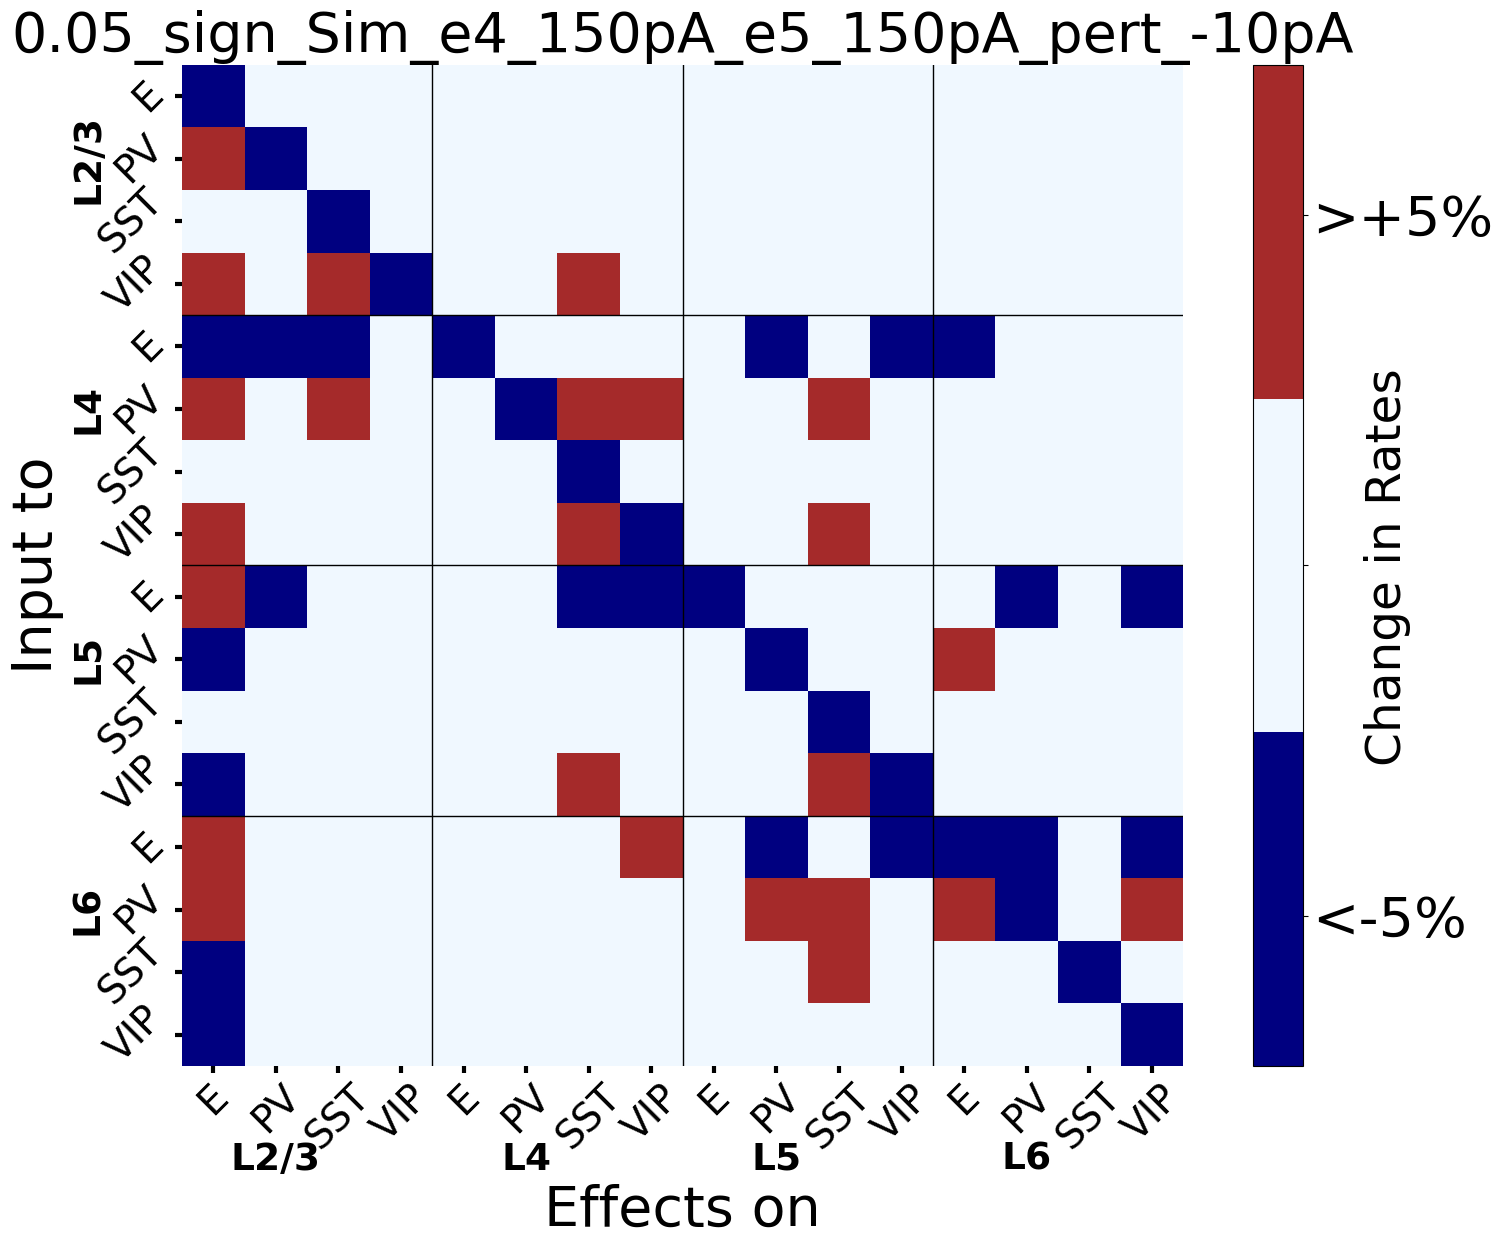 0.05_sign_Sim_e4_150pA_e5_150pA_pert_-10pA
Input to
L2/3
E
PV
SST
VIP
L4
E
PV
SST
VIP
L5
E
PV
SST
VIP
L6
E
PV
SST
VIP
E PV SST VIP E PV SST VIP E PV SST VIP E PV SST VIP
L2/3 L4 L5 L6
Effects on
>+5%
<-5%
Change in Rates